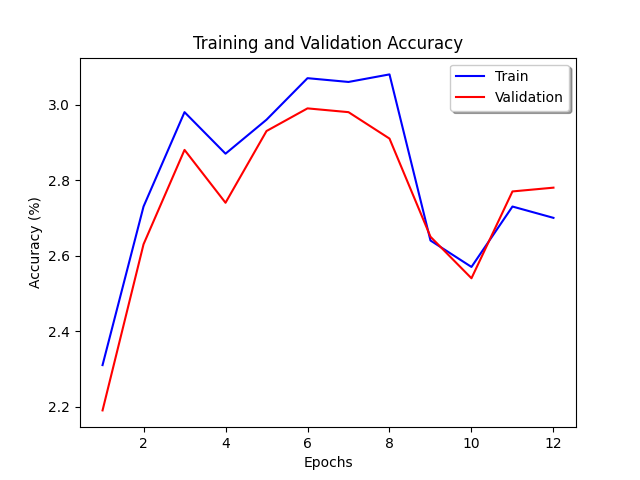 Training and Validation Accuracy
Train
Validation
3.0
2.8
2.6
2.4
2.2
Accuracy (%)
2 4 6 8 10 12
Epochs